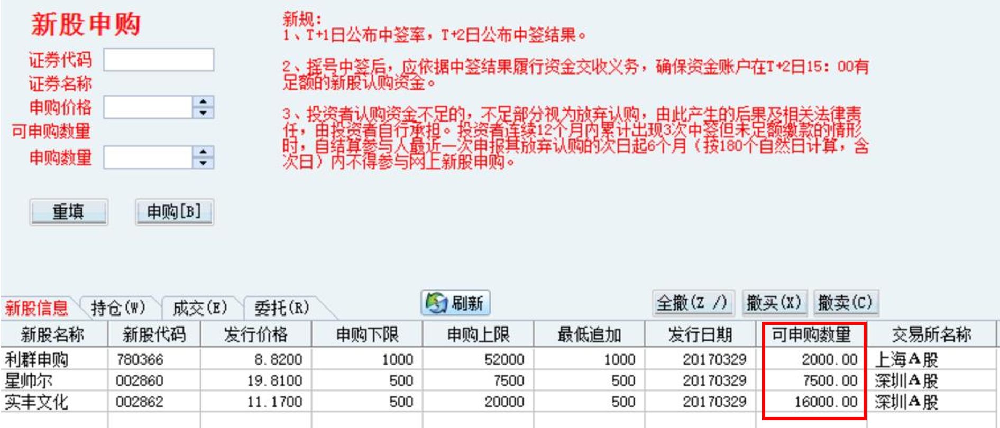 新股申购
证券代码
证券名称
申购价格
可申购数量
申购数量
重填
申购[B]
新规：
1、T+1日公布中签率，T+2日公布中签结果。
2、摇号中签后，应依据中签结果履行资金交收义务，确保资金账户在T+2日15：00有
足额的新股认购资金。
3、投资者认购资金不足的，不足部分视为放弃认购，由此产生的后果及相关法律责
任，由投资者自行承担。投资者连续12个月内累计出现3次中签但未足额缴款的情形
时，自结算参与人最近一次申报其放弃认购的次日起6个月（按180个自然日计算，含
次日）内不得参与网上新股申购。
新股信息 持仓(W) 成交(E) 委托(R) 刷新 全撤(Z /) 撤买(X) 撤卖(C)
新股名称 新股代码 发行价格 申购下限 申购上限 最低追加 发行日期 可申购数量 交易所名称
利群申购 780366 8.8200 1000 52000 1000 20170329 2000.00 上海A股
星帅尔 002860 19.8100 500 7500 500 20170329 7500.00 深圳A股
实丰文化 002862 11.1700 500 20000 500 20170329 16000.00 深圳A股